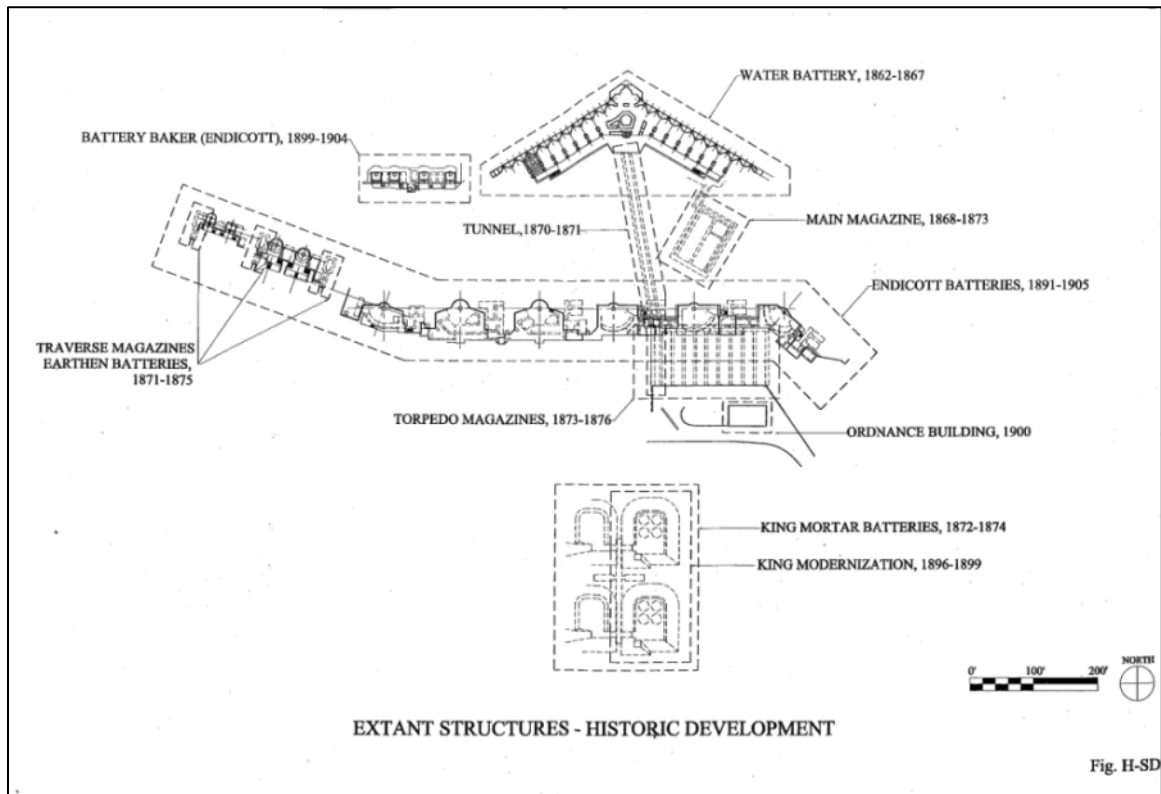 WATER BATTERY, 1862-1867
BATTERY BAKER (ENDICOTT), 1899-1904
TUNNEL,1870-1871
MAIN MAGAZINE, 1868-1873
ENDICOTT BATTERIES, 1891-1905
TRAVERSE MAGAZINES
EARTHEN BATTERIES,
1871-1875
TORPEDO MAGAZINES, 1873-1876
ORDNANCE BUILDING, 1900
KING MORTAR BATTERIES, 1872-1874
KING MODERNIZATION, 1896-1899
0' 100' 200'
NORTH
EXTANT STRUCTURES - HISTORIC DEVELOPMENT
Fig. H-SD